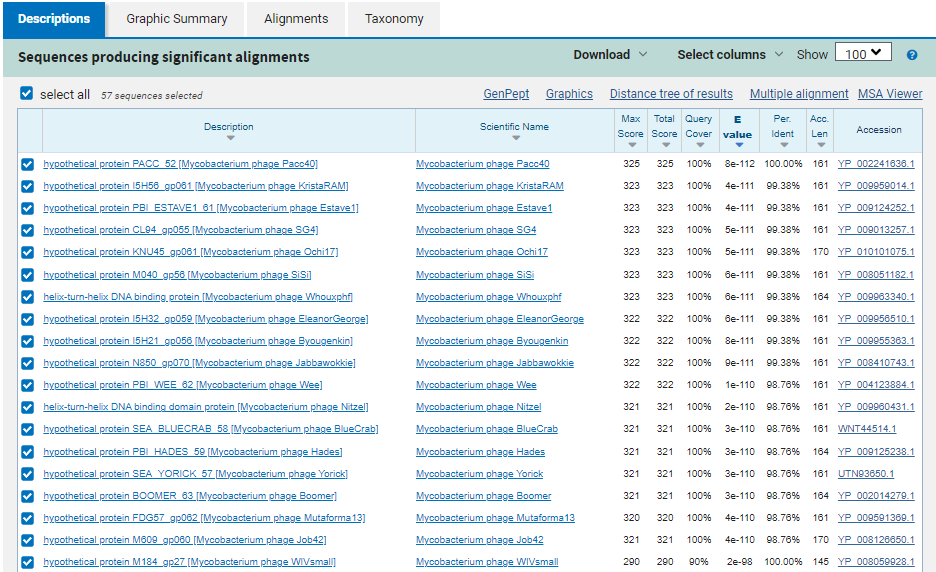 Descriptions Graphic Summary Alignments Taxonomy
Sequences producing significant alignments Download Select columns Show 100 ?
select all 57 sequences selected GenPept Graphics Distance tree of results Multiple alignment MSA Viewer
Description Scientific Name Max Score Total Score Query Cover E value Per. Ident Acc. Len Accession
hypothetical protein PACC_52 [Mycobacterium phage Pacc40] Mycobacterium phage Pacc40 325 325 100% 8e-112 100.00% 161 YP_002241636.1
hypothetical protein I5H56_gp061 [Mycobacterium phage KristaRAM] Mycobacterium phage KristaRAM 323 323 100% 4e-111 99.38% 161 YP_009959014.1
hypothetical protein PBI_ESTAVE1_61 [Mycobacterium phage Estave1] Mycobacterium phage Estave1 323 323 100% 4e-111 99.38% 161 YP_009124252.1
hypothetical protein CL94_gp055 [Mycobacterium phage SG4] Mycobacterium phage SG4 323 323 100% 5e-111 99.38% 161 YP_009013257.1
hypothetical protein KNU45_gp061 [Mycobacterium phage Ochi17] Mycobacterium phage Ochi17 323 323 100% 5e-111 99.38% 170 YP_010101075.1
hypothetical protein M040_gp56 [Mycobacterium phage SiSi] Mycobacterium phage SiSi 323 323 100% 6e-111 99.38% 161 YP_008051182.1
helix-turn-helix DNA binding protein [Mycobacterium phage Whouxphf] Mycobacterium phage Whouxphf 323 323 100% 6e-111 99.38% 164 YP_009963340.1
hypothetical protein I5H32_gp059 [Mycobacterium phage EleanorGeorge] Mycobacterium phage EleanorGeorge 322 322 100% 6e-111 99.38% 161 YP_009956510.1
hypothetical protein I5H21_gp056 [Mycobacterium phage Byougenkin] Mycobacterium phage Byougenkin 322 322 100% 8e-111 99.38% 161 YP_009955363.1
hypothetical protein N850_gp070 [Mycobacterium phage Jabbawokkie] Mycobacterium phage Jabbawokkie 322 322 100% 9e-111 99.38% 161 YP_008410743.1
hypothetical protein PBI_WEE_62 [Mycobacterium phage Wee] Mycobacterium phage Wee 322 322 100% 1e-110 98.76% 161 YP_004123884.1
helix-turn-helix DNA binding domain protein [Mycobacterium phage Nitzel] Mycobacterium phage Nitzel 321 321 100% 2e-110 98.76% 161 YP_009960431.1
hypothetical protein SEA_BLUECRAB_58 [Mycobacterium phage BlueCrab] Mycobacterium phage BlueCrab 321 321 100% 3e-110 98.76% 161 WNT44514.1
hypothetical protein PBI_HADES_59 [Mycobacterium phage Hades] Mycobacterium phage Hades 321 321 100% 3e-110 98.76% 164 YP_009125238.1
hypothetical protein SEA_YORICK_57 [Mycobacterium phage Yorick] Mycobacterium phage Yorick 321 321 100% 3e-110 98.76% 161 UTN93650.1
hypothetical protein BOOMER_63 [Mycobacterium phage Boomer] Mycobacterium phage Boomer 321 321 100% 3e-110 98.76% 164 YP_002014279.1
hypothetical protein FDG57_gp062 [Mycobacterium phage Mutaforma13] Mycobacterium phage Mutaforma13 320 320 100% 4e-110 98.76% 161 YP_009591369.1
hypothetical protein M609_gp060 [Mycobacterium phage Job42] Mycobacterium phage Job42 321 321 100% 4e-110 98.76% 170 YP_008126650.1
hypothetical protein M184_gp27 [Mycobacterium phage WIVsmall] Mycobacterium phage WIVsmall 290 290 90% 2e-98 100.00% 145 YP_008059928.1